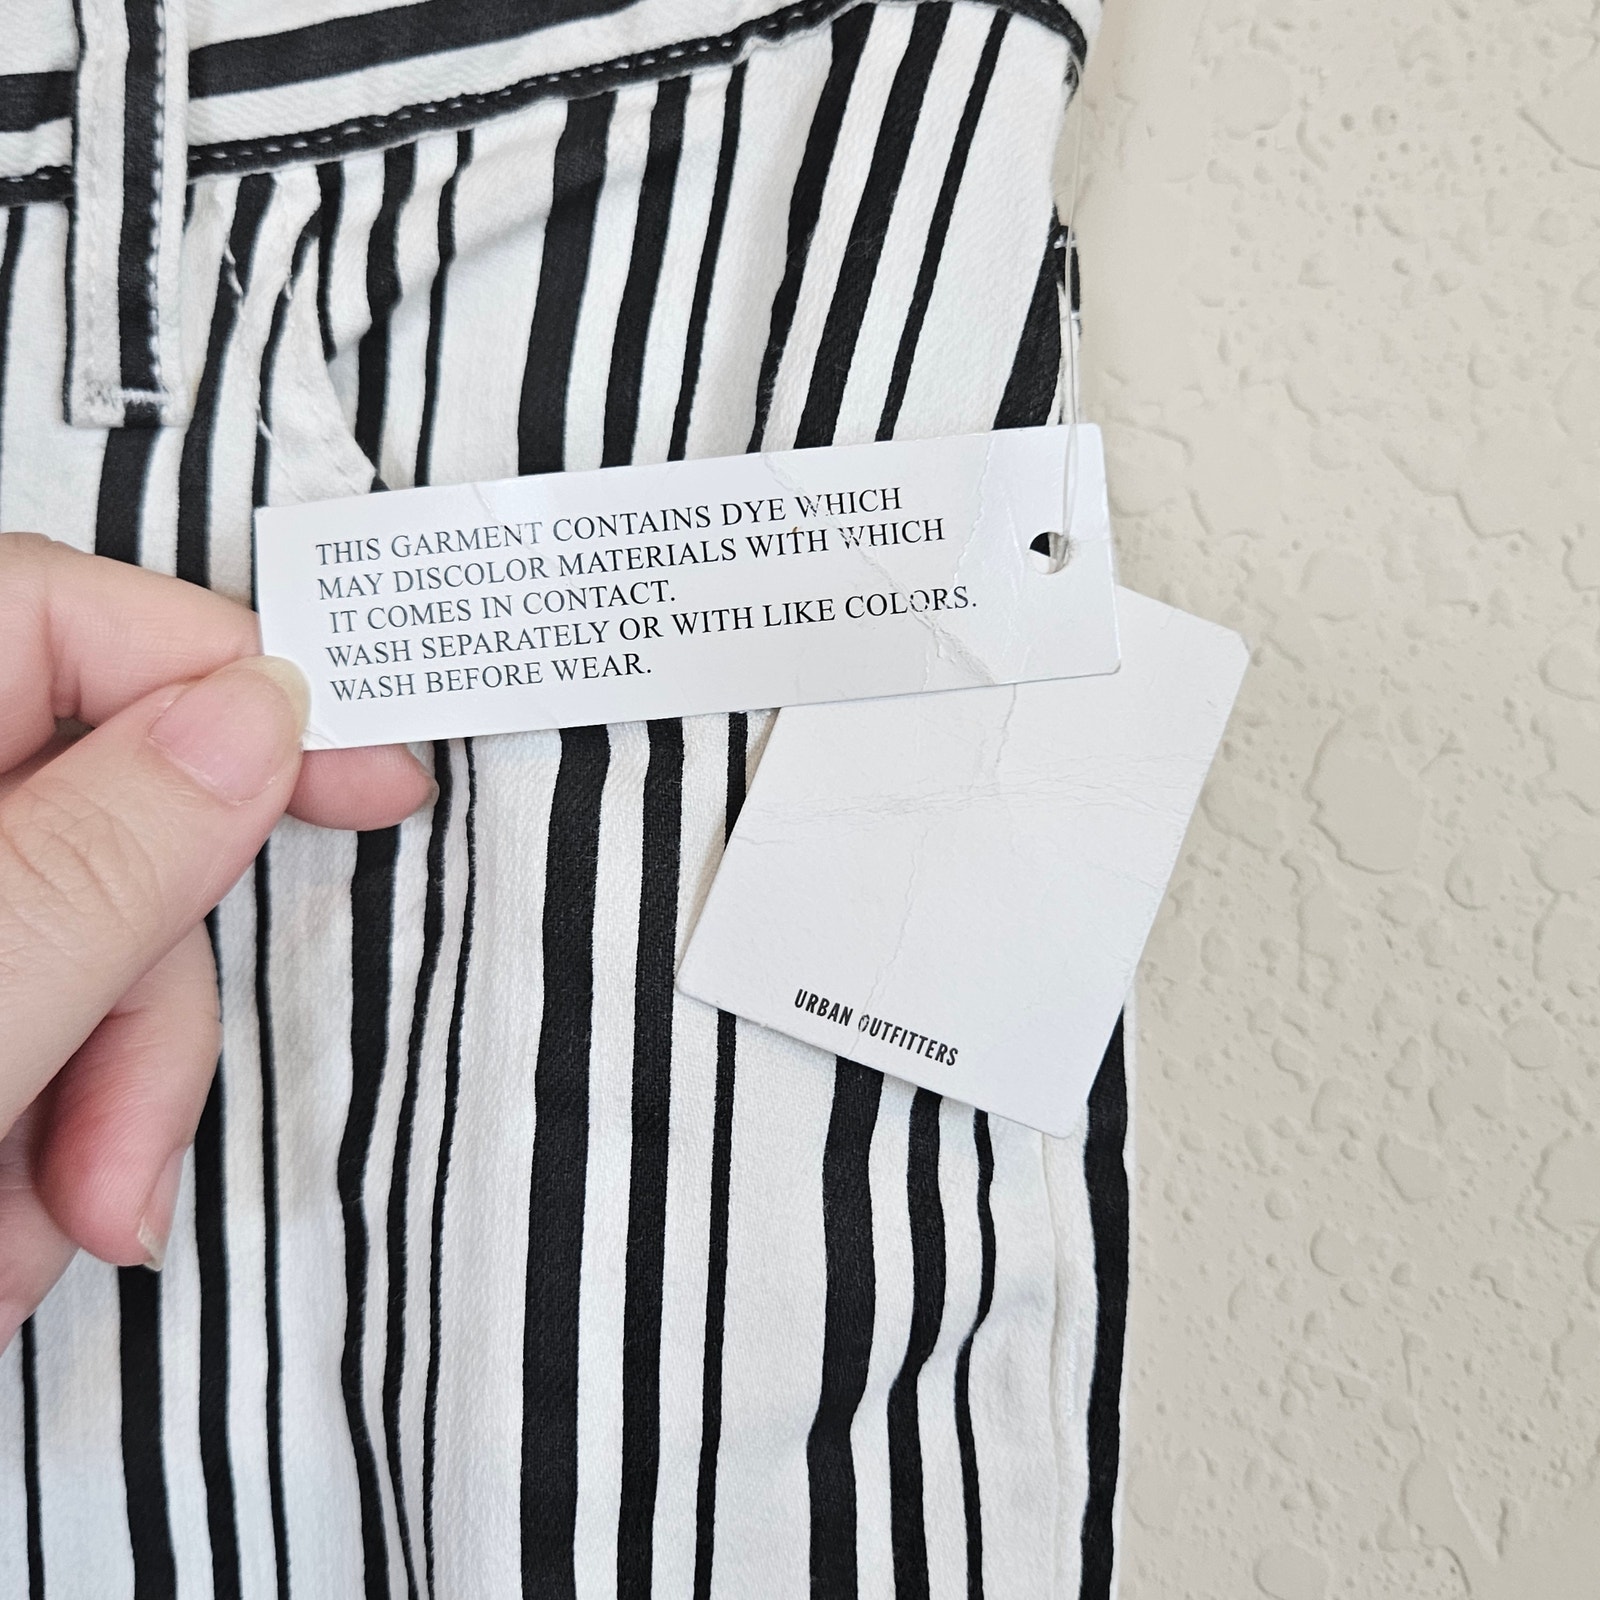 THIS GARMENT CONTAINS DYE WHICH
MAY DISCOLOR MATERIALS WITH WHICH
IT COMES IN CONTACT.
WASH SEPARATELY OR WITH LIKE COLORS.
WASH BEFORE WEAR.
URBAN OUTFITTERS